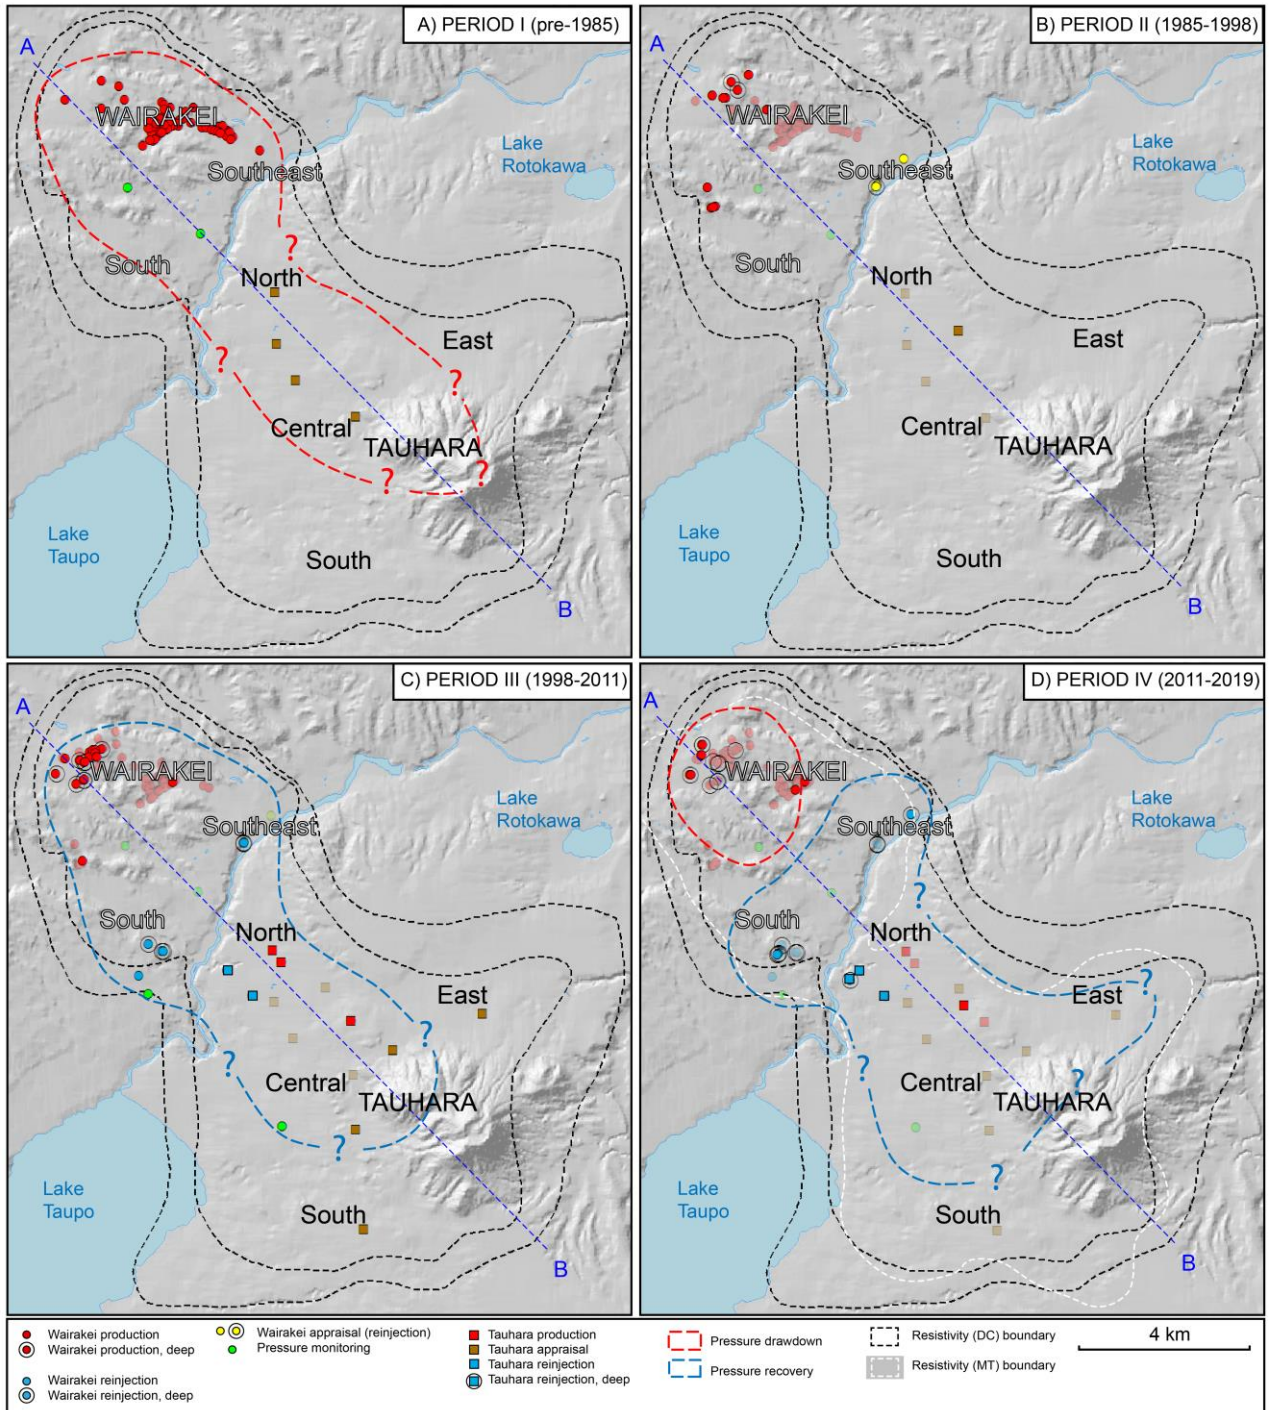 A) PERIOD I (pre-1985)
A
WAIRAKEI
Southeast
Lake
Rotokawa
?
South
North
East
?
?
Central
TAUHARA
?
?
Lake
Taupo
South
B
B) PERIOD II (1985-1998)
A
WAIRAKEI
Southeast
Lake
Rotokawa
South
North
East
Central
TAUHARA
Lake
Taupo
South
B
C) PERIOD III (1998-2011)
A
WAIRAKEI
Southeast
Lake
Rotokawa
South
North
East
?
?
Central
TAUHARA
?
Lake
Taupo
South
B
D) PERIOD IV (2011-2019)
A
WAIRAKEI
Southeast
Lake
Rotokawa
?
South
North
East
?
?
Central
?
TAUHARA
?
Lake
Taupo
South
B
Wairakei production
Wairakei production, deep
Wairakei reinjection
Wairakei reinjection, deep
Wairakei appraisal (reinjection)
Pressure monitoring
Tauhara production
Tauhara appraisal
Tauhara reinjection
Tauhara reinjection, deep
Pressure drawdown
Pressure recovery
Resistivity (DC) boundary
Resistivity (MT) boundary
4 km